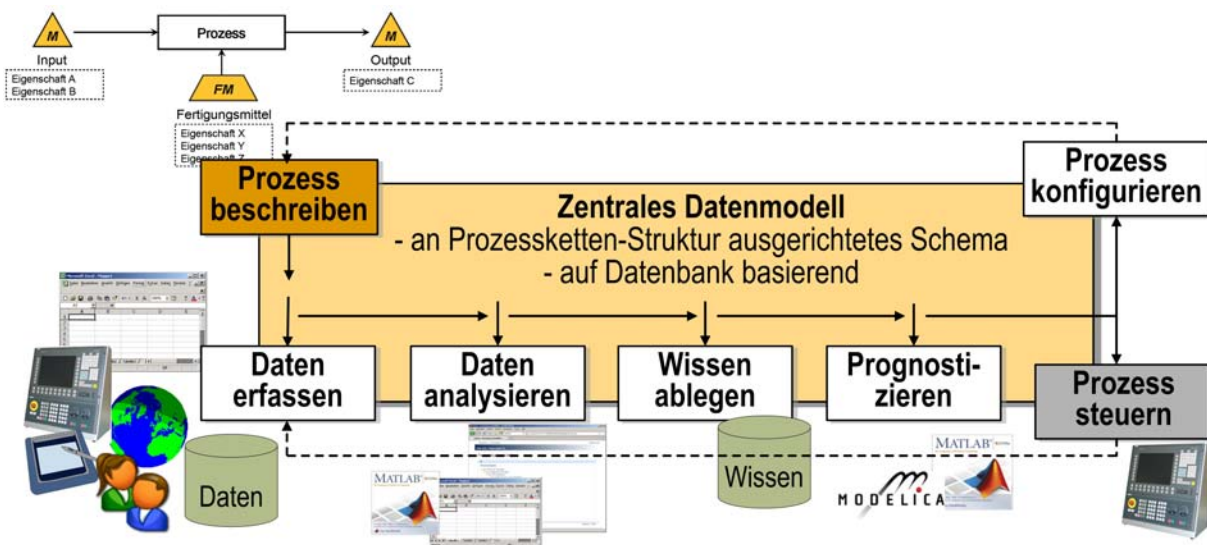 M
Prozess
M
Input
Output
Eigenschaft A
Eigenschaft B
Eigenschaft C
FM
Fertigungsmittel
Eigenschaft X
Eigenschaft Y
Eigenschaft Z
Prozess
beschreiben
Zentrales Datenmodell
- an Prozessketten-Struktur ausgerichtetes Schema
- auf Datenbank basierend
Prozess
konfigurieren
Daten
erfassen
Daten
analysieren
Wissen
ablegen
Prognosti-
zieren
Prozess
steuern
Daten
MATLAB
Wissen
MODELICA
MATLAB